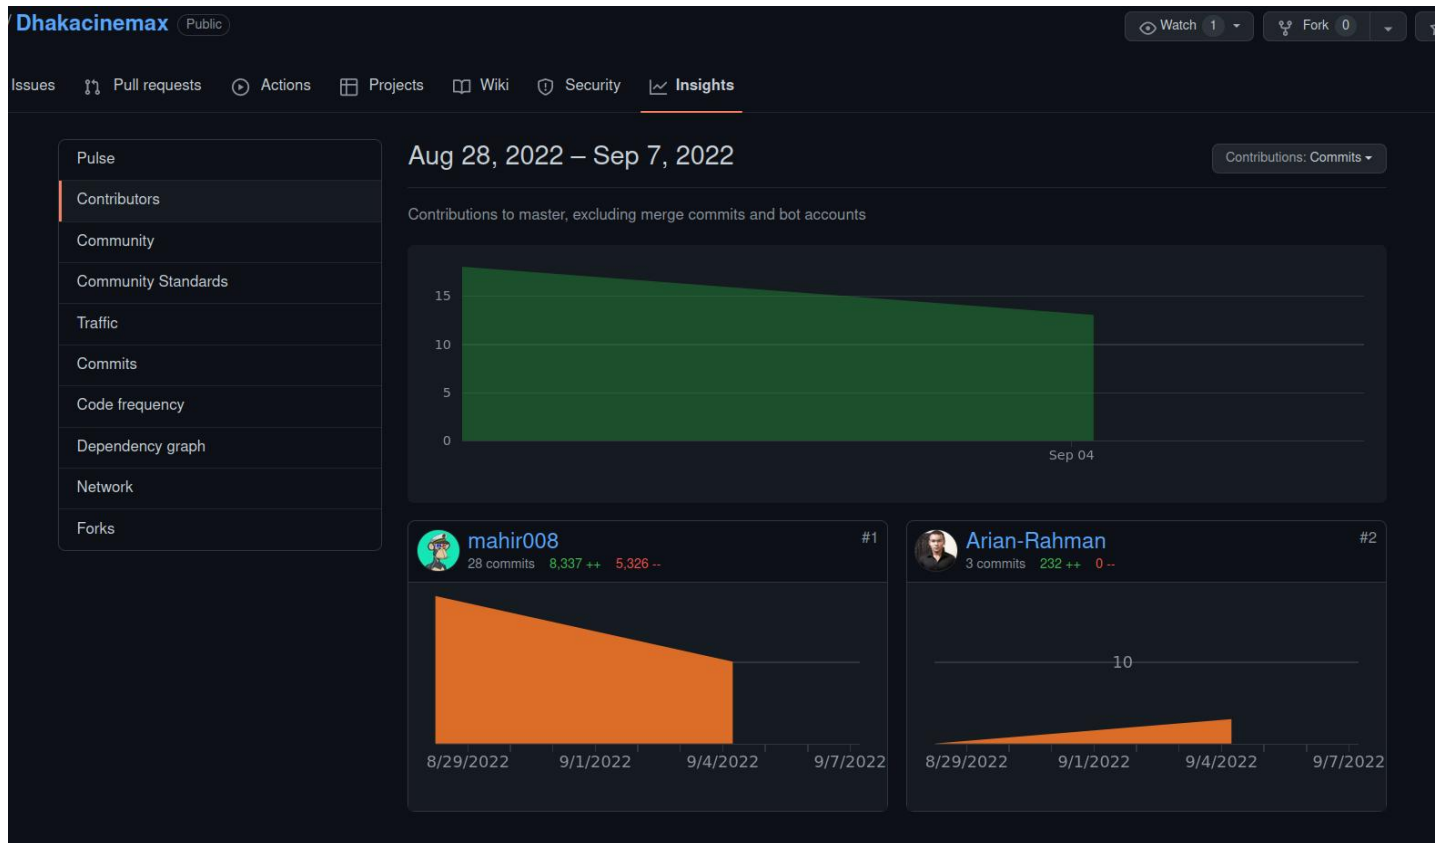 / Dhakacinemax Public
Watch 1 Fork 0
Issues Pull requests Actions Projects Wiki Security Insights
Pulse
Contributors
Community
Community Standards
Traffic
Commits
Code frequency
Dependency graph
Network
Forks
Aug 28, 2022 – Sep 7, 2022
Contributions: Commits
Contributions to master, excluding merge commits and bot accounts
15
10
5
0
Sep 04
mahir008 #1
28 commits 8,337 ++ 5,326 --
8/29/2022 9/1/2022 9/4/2022 9/7/2022
Arian-Rahman #2
3 commits 232 ++ 0 --
10
8/29/2022 9/1/2022 9/4/2022 9/7/2022